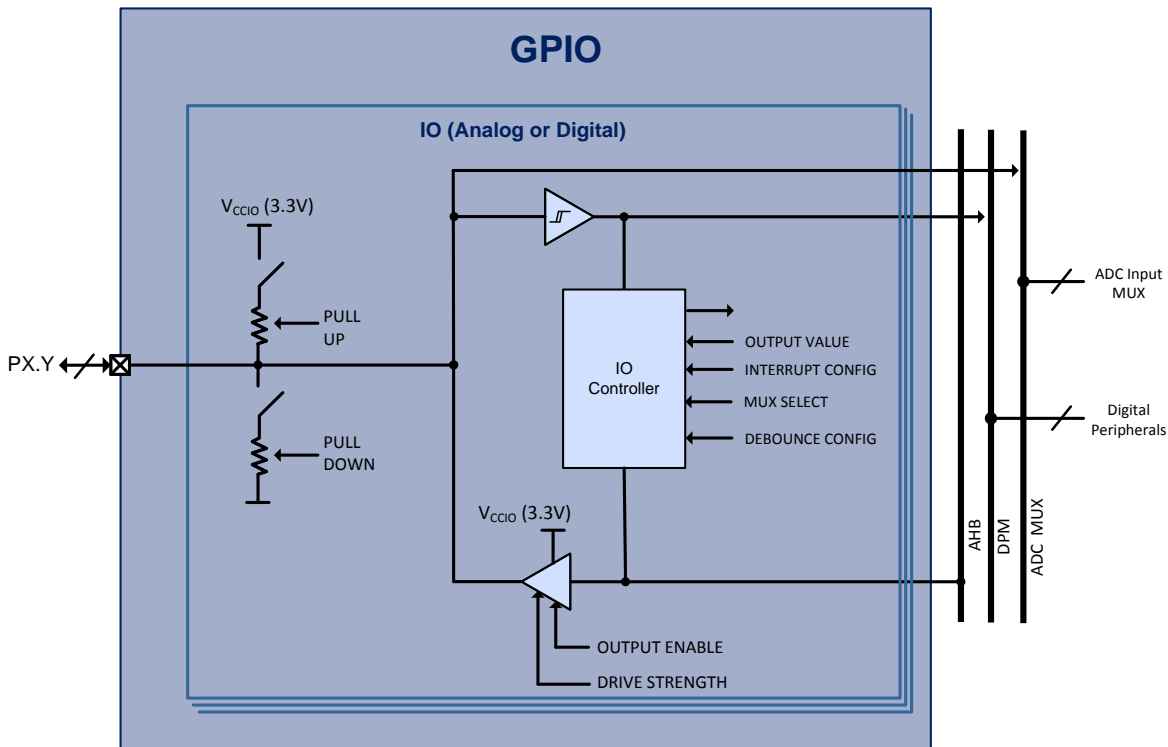 GPIO
IO (Analog or Digital)
VCCIO (3.3V)
PULL
UP
PX.Y
PULL
DOWN
IO
Controller
OUTPUT VALUE
INTERRUPT CONFIG
MUX SELECT
DEBOUNCE CONFIG
VCCIO (3.3V)
OUTPUT ENABLE
DRIVE STRENGTH
AHB
DPM
ADC MUX
ADC Input
MUX
Digital
Peripherals